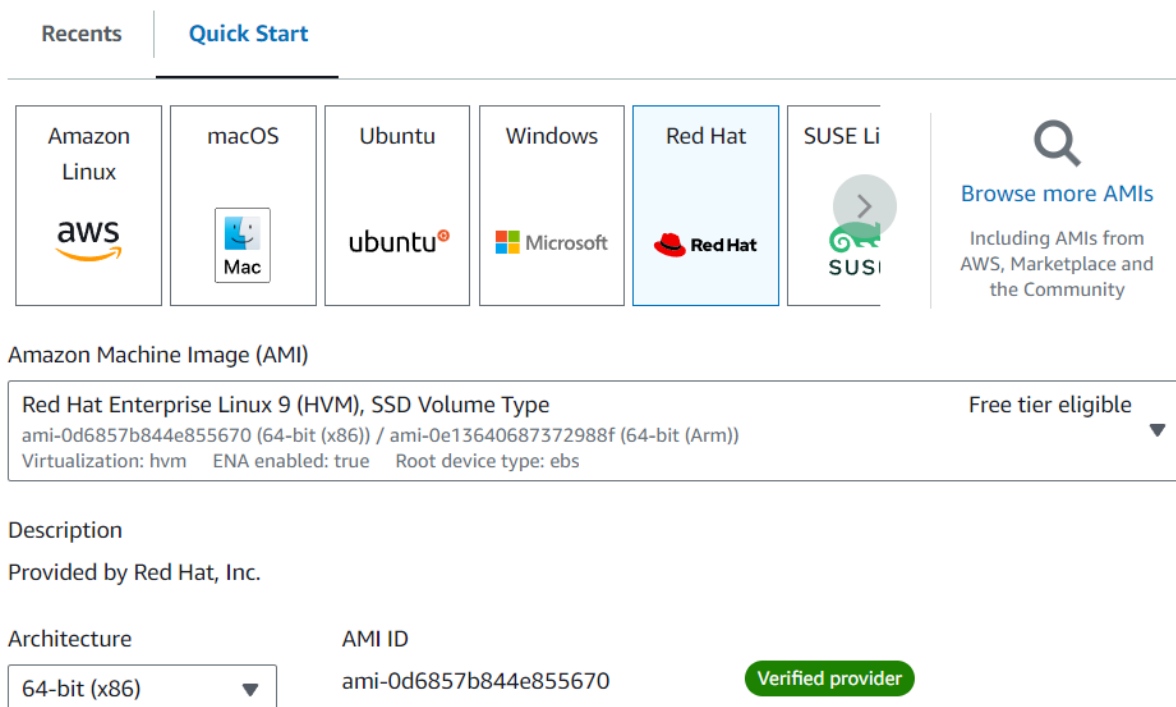 Recents
Quick Start
Amazon
Linux
aws
macOS
Mac
Ubuntu
ubuntu
Windows
Microsoft
Red Hat
Red Hat
SUSE Li
SUS
Browse more AMIs
Including AMIs from
AWS, Marketplace and
the Community
Amazon Machine Image (AMI)
Red Hat Enterprise Linux 9 (HVM), SSD Volume Type
Free tier eligible
ami-0d6857b844e855670 (64-bit (x86)) / ami-0e13640687372988f (64-bit (Arm))
Virtualization: hvm ENA enabled: true Root device type: ebs
Description
Provided by Red Hat, Inc.
Architecture
AMI ID
64-bit (x86)
ami-0d6857b844e855670
Verified provider